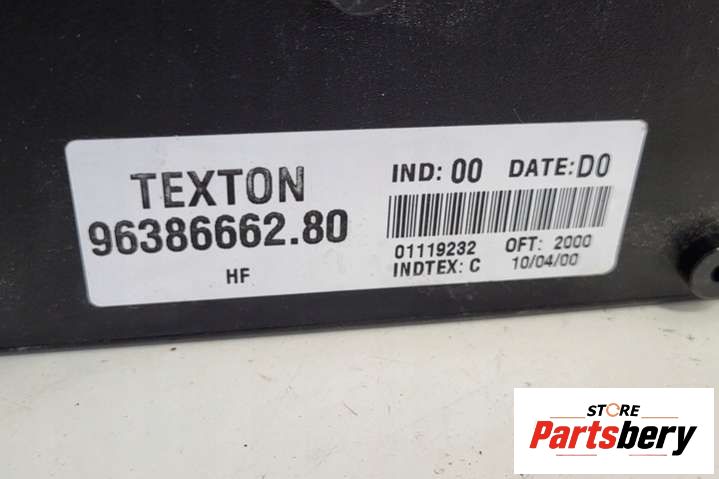 TEXTON
96386662.80
HF
IND: 00 DATE: D0
01119232 OFT: 2000
INDTEX: C 10/04/00
STORE
Partsbery